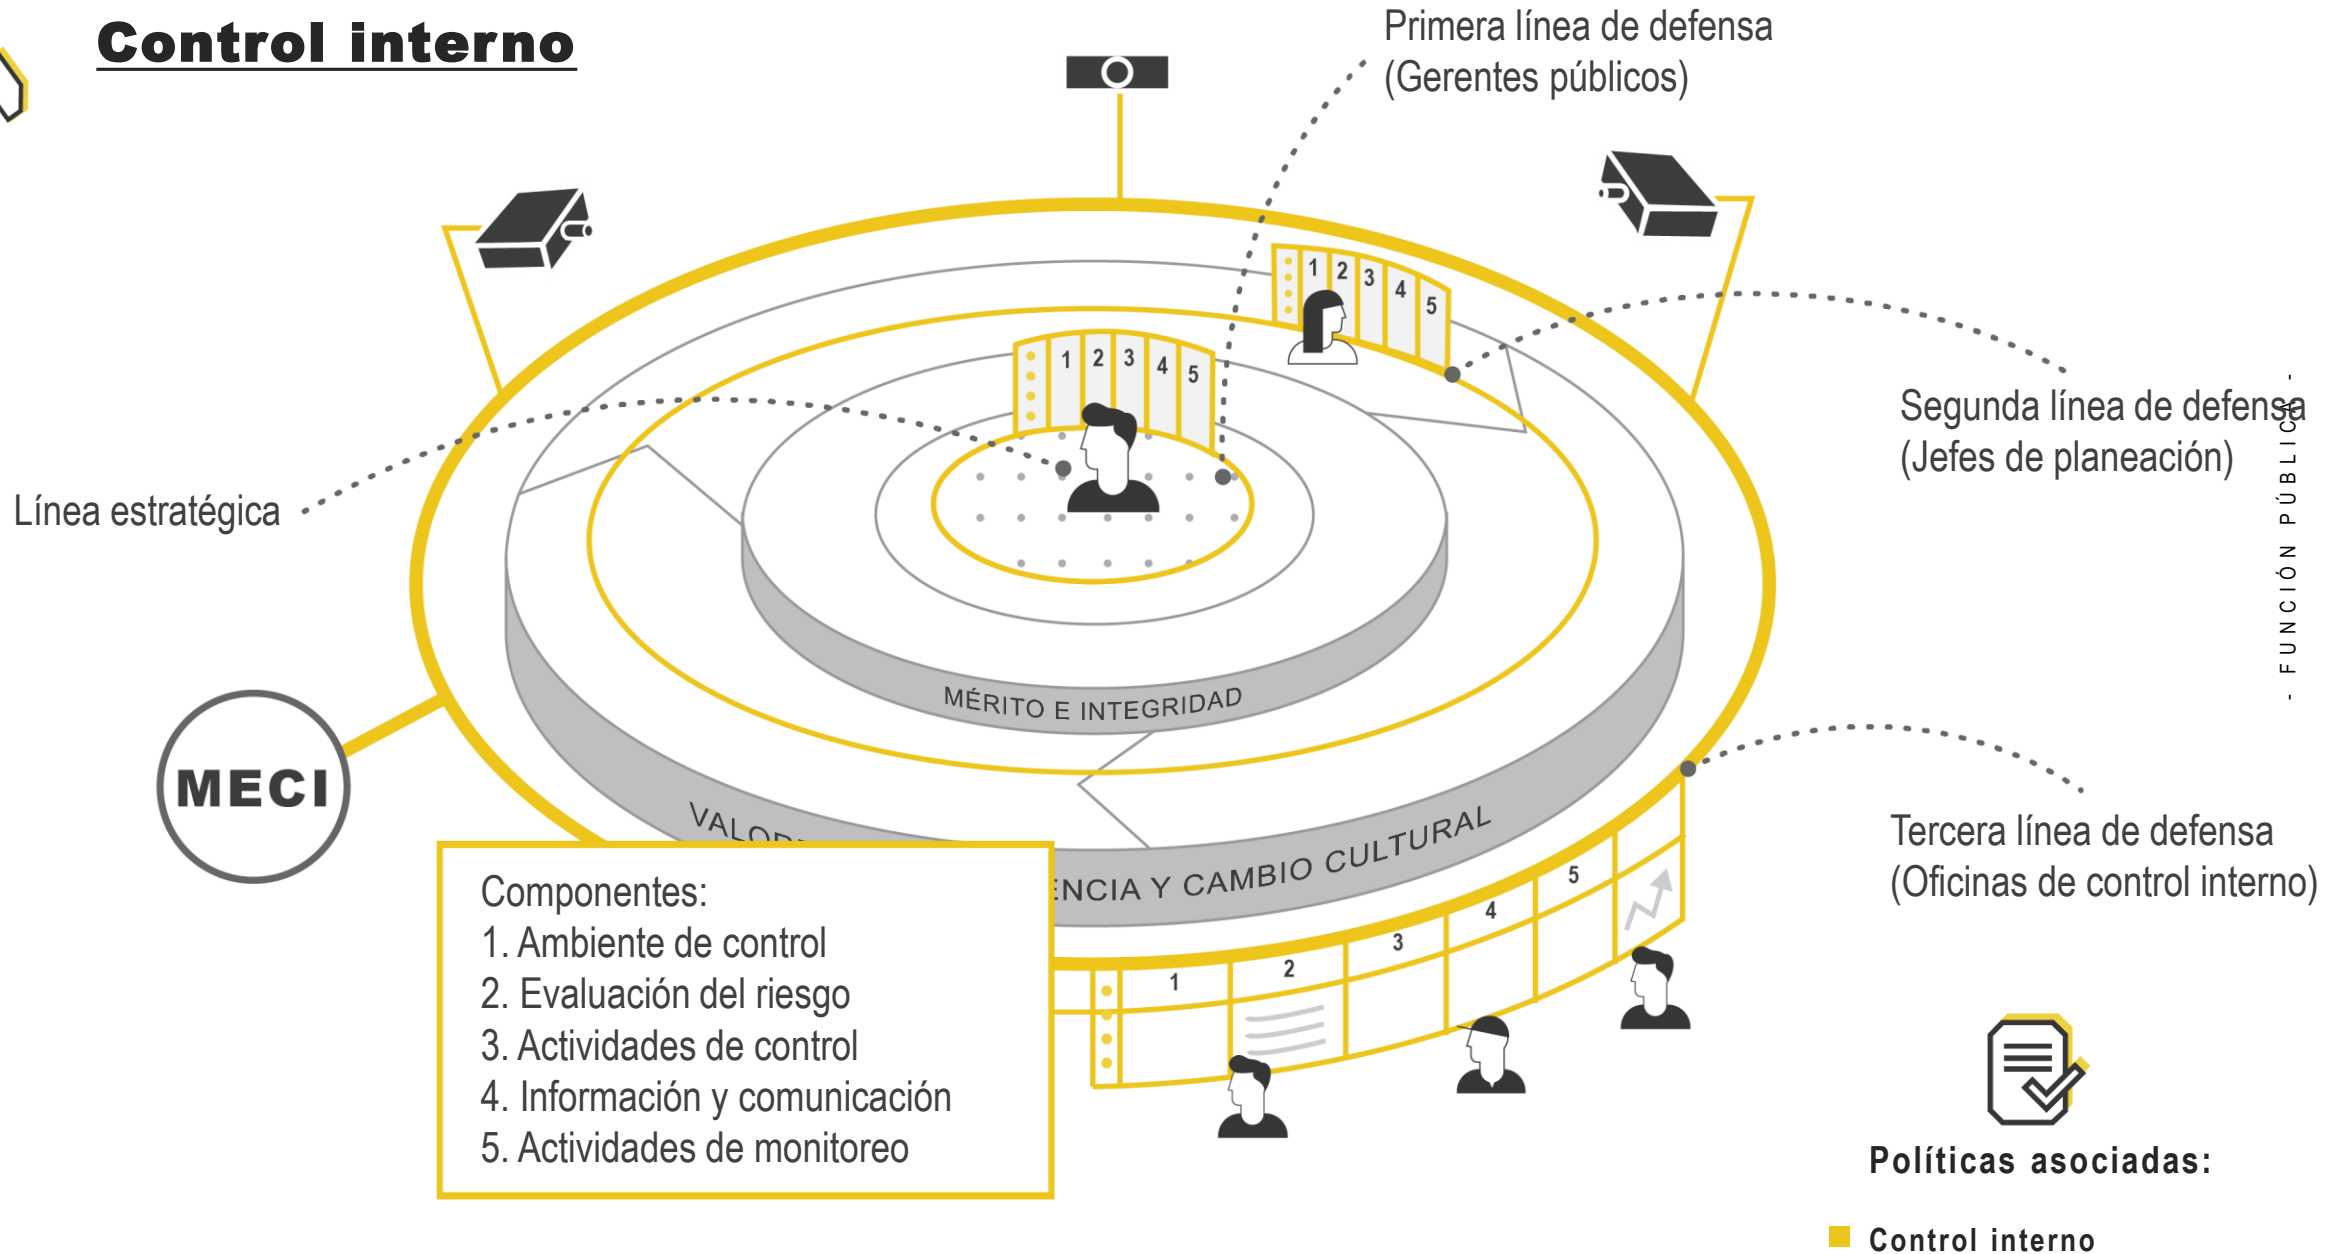 Control interno
Primera línea de defensa
(Gerentes públicos)
1 2 3 4 5
1 2 3 4 5
Segunda línea de defensa
(Jefes de planeación)
- FUNCIÓN PÚBLICA -
Línea estratégica
MÉRITO E INTEGRIDAD
MECI
Y CAMBIO CULTURAL
Tercera línea de defensa
(Oficinas de control interno)
Componentes:
1. Ambiente de control
2. Evaluación del riesgo
3. Actividades de control
4. Información y comunicación
5. Actividades de monitoreo
1 2 3 4 5
Políticas asociadas:
Control interno